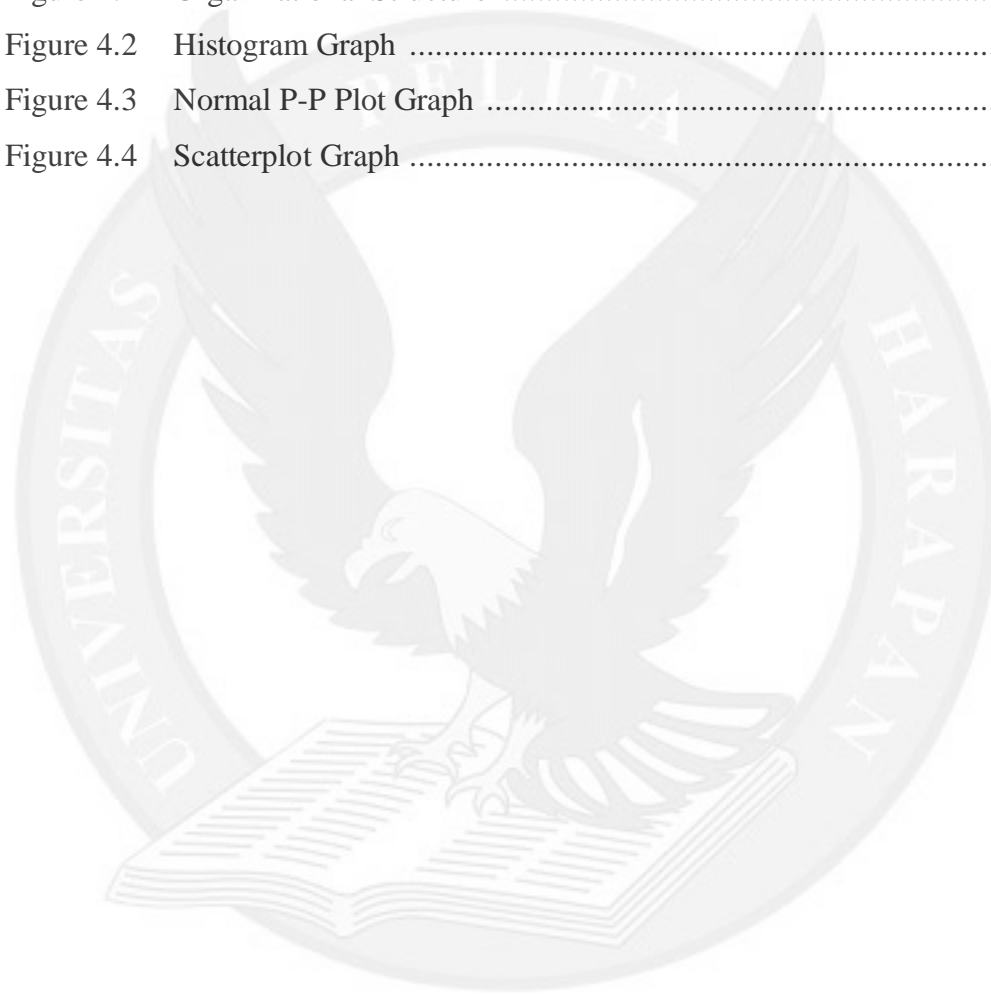 Figure 4.2 Histogram Graph ........................................................................
Figure 4.3 Normal P-P Plot Graph ...............................................................
Figure 4.4 Scatterplot Graph ........................................................................
UNIVERSITAS PELITA HARAPAN